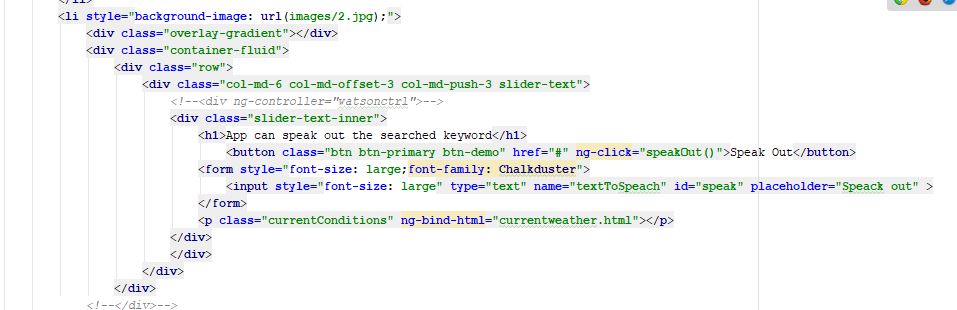 <li style="background-image: url(images/2.jpg);">
<div class="overlay-gradient"></div>
<div class="container-fluid">
<div class="row">
<div class="col-md-6 col-md-offset-3 col-md-push-3 slider-text">
<!--<div ng-controller="watsonctrl">-->
<div class="slider-text-inner">
<h1>App can speak out the searched keyword</h1>
<button class="btn btn-primary btn-demo" href="#" ng-click="speakOut()">Speak Out</button>
<form style="font-size: large;font-family: Chalkduster">
<input style="font-size: large" type="text" name="textToSpeach" id="speak" placeholder="Speack out" >
</form>
<p class="currentConditions" ng-bind-html="currentweather.html"></p>
</div>
</div>
</div>
</div>
<!--</div>-->